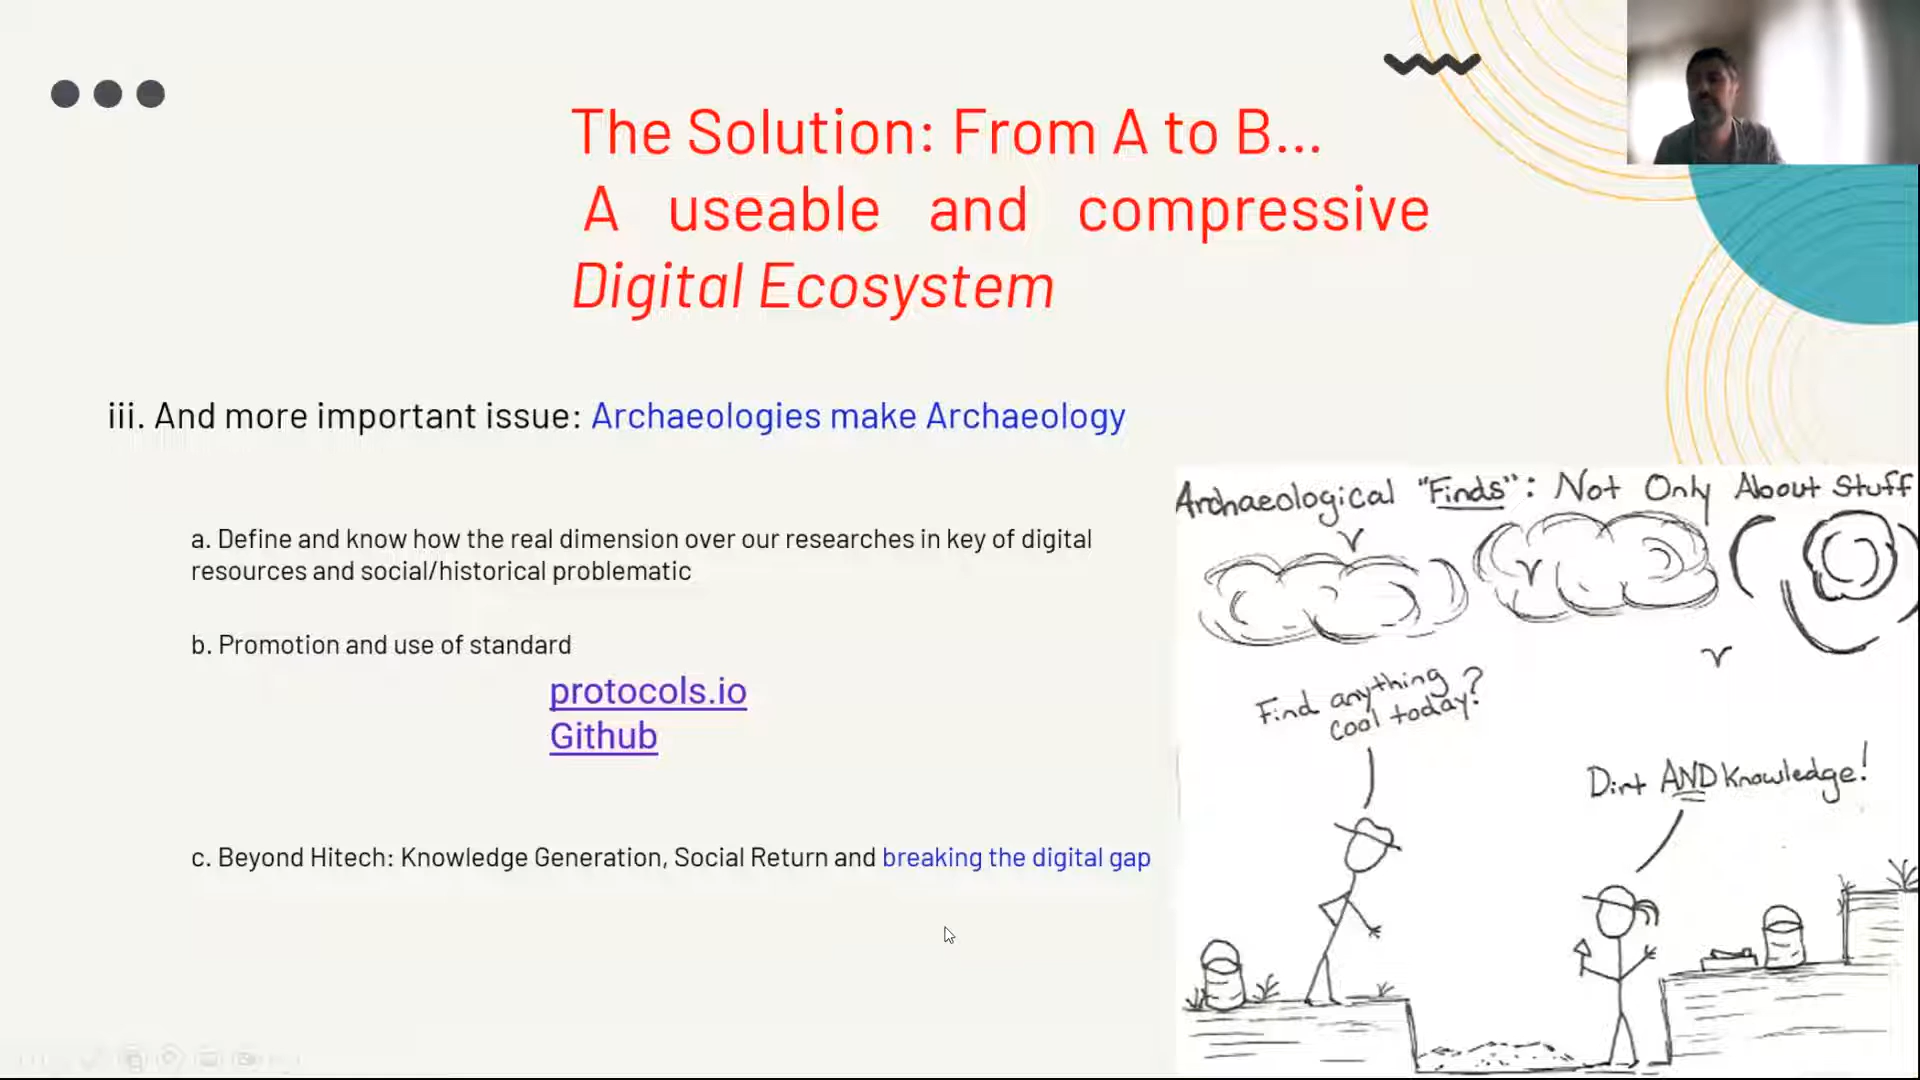 The Solution: From A to B...
A useable and compressive
Digital Ecosystem
iii. And more important issue: Archaeologies make Archaeology
a. Define and know how the real dimension over our researches in key of digital
resources and social/historical problematic
b. Promotion and use of standard
protocols.io
Github
c. Beyond Hitech: Knowledge Generation, Social Return and breaking the digital gap
Archaeological "Finds": Not Only About Stuff
Find anything
cool today?
Dirt AND Knowledge!